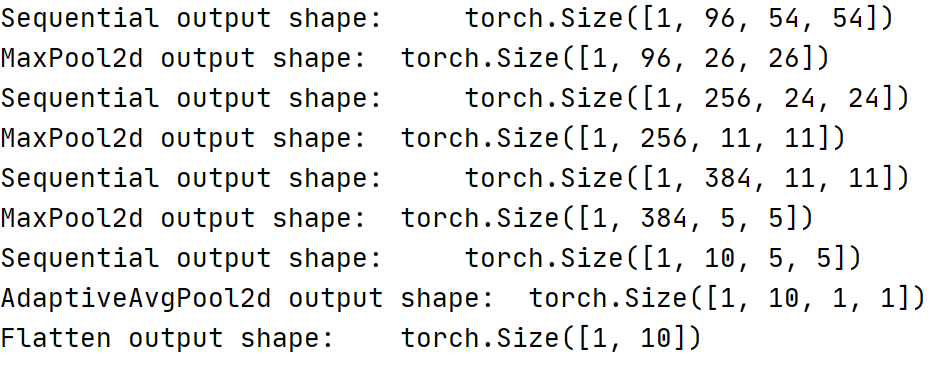 Sequential output shape:     torch.Size([1, 96, 54, 54])
MaxPool2d output shape:  torch.Size([1, 96, 26, 26])
Sequential output shape:     torch.Size([1, 256, 24, 24])
MaxPool2d output shape:  torch.Size([1, 256, 11, 11])
Sequential output shape:     torch.Size([1, 384, 11, 11])
MaxPool2d output shape:  torch.Size([1, 384, 5, 5])
Sequential output shape:     torch.Size([1, 10, 5, 5])
AdaptiveAvgPool2d output shape:  torch.Size([1, 10, 1, 1])
Flatten output shape:    torch.Size([1, 10])